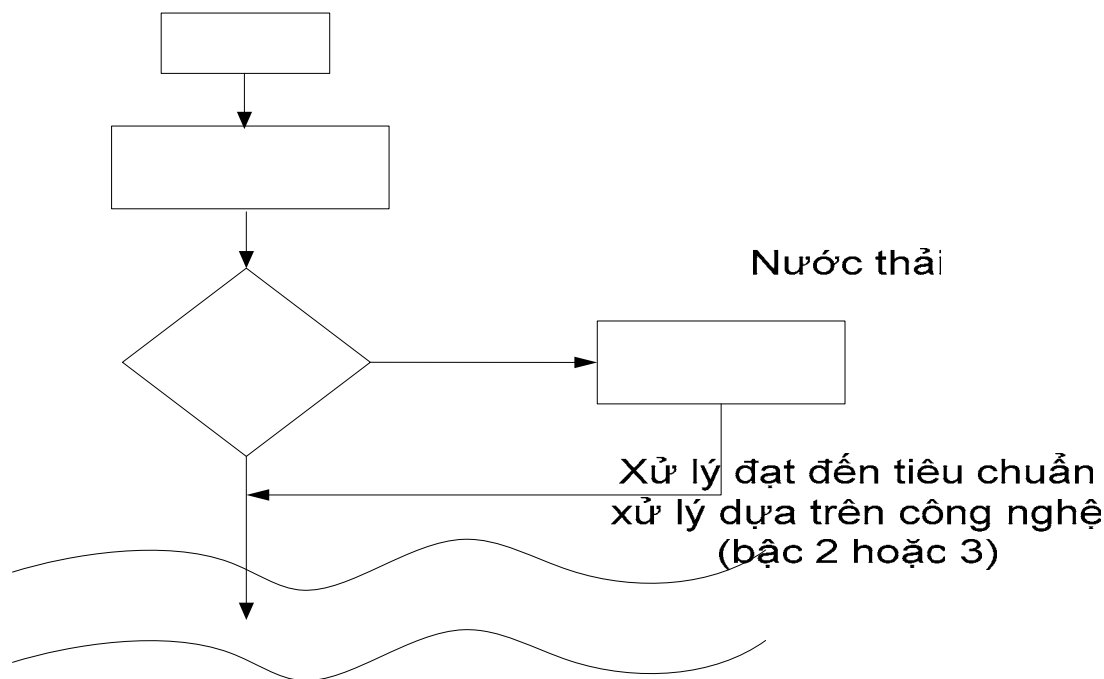 Nước thải
Xử lý đạt đến tiêu chuẩn
xử lý dựa trên công nghệ
(bậc 2 hoặc 3)